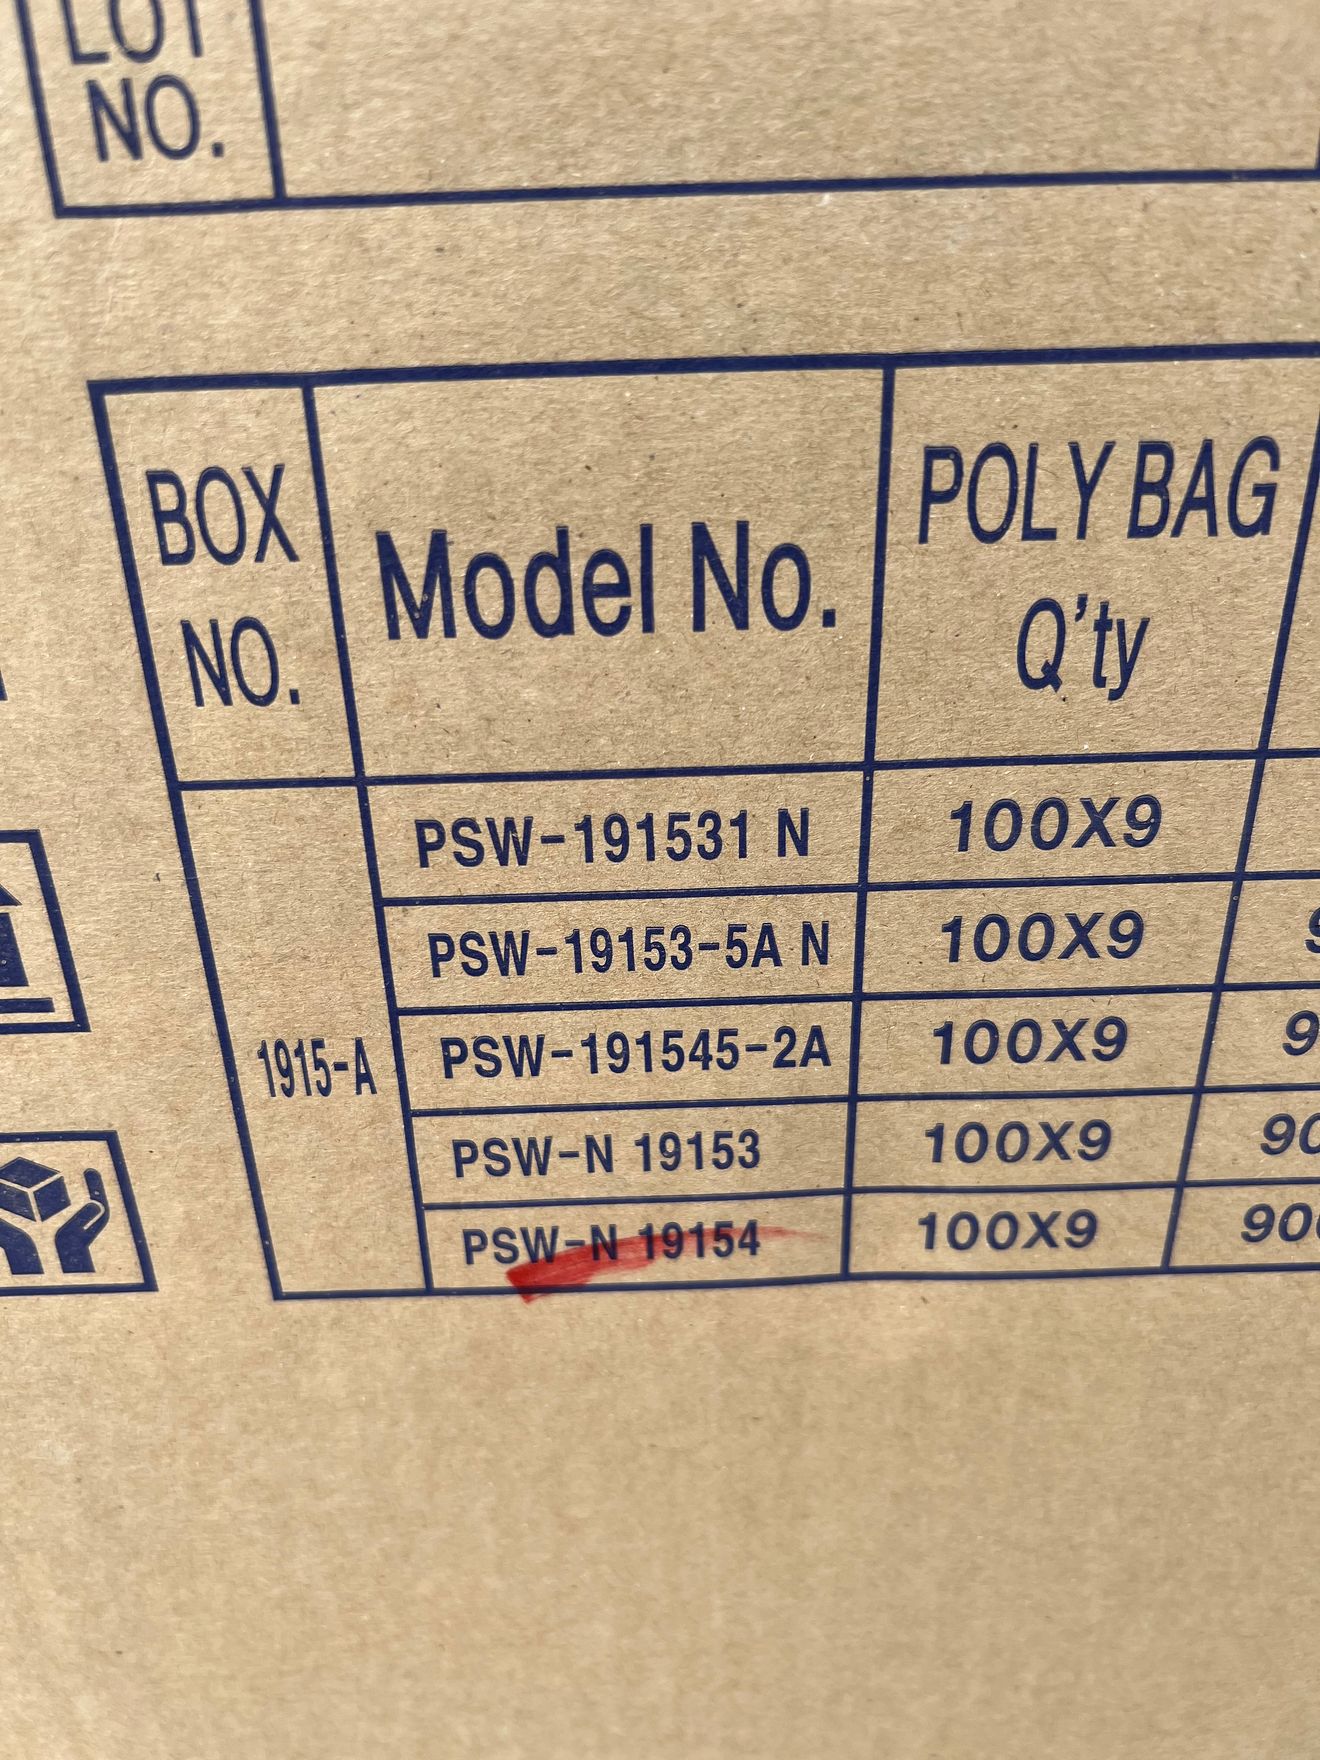 LOT
NO.
BOX
NO.
Model No.
POLY BAG
Q'ty
1915-A
PSW-191531 N
100X9
PSW-19153-5A N
100X9
PSW-191545-2A
100X9
PSW-N 19153
100X9
PSW-N 19154
100X9